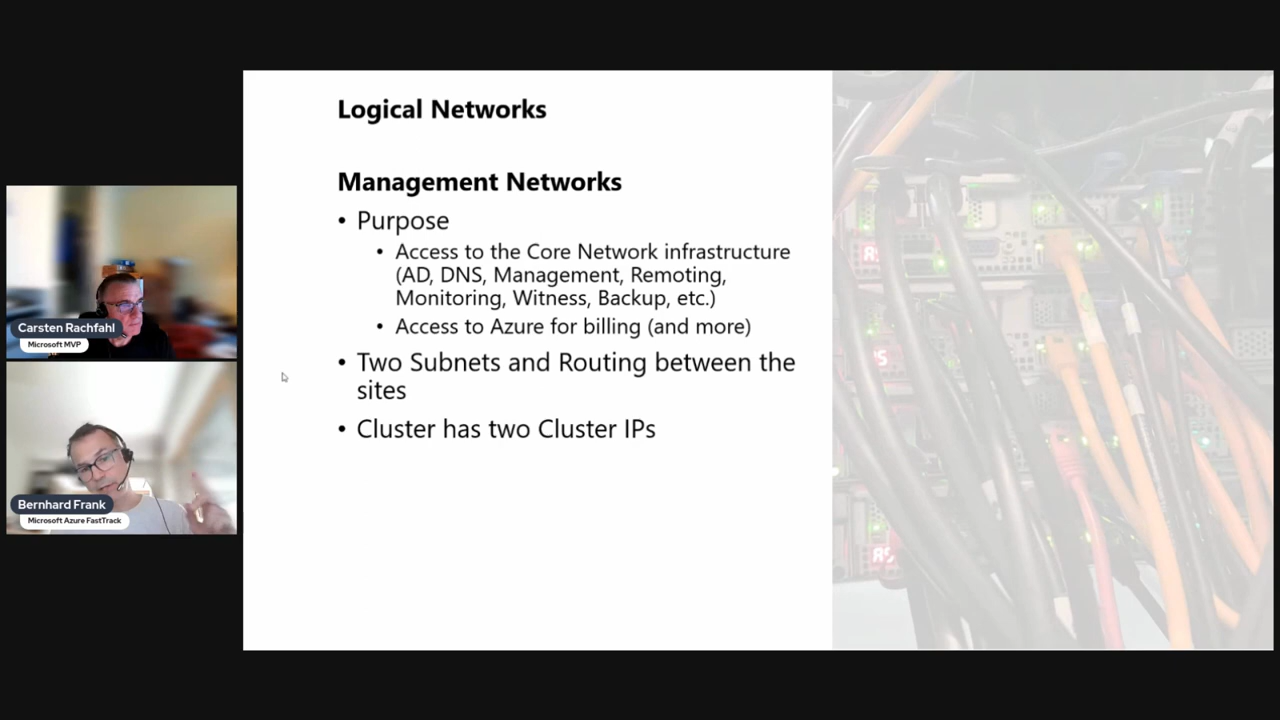 Logical Networks
Management Networks
• Purpose
• Access to the Core Network infrastructure
(AD, DNS, Management, Remoting,
Monitoring, Witness, Backup, etc.)
• Access to Azure for billing (and more)
• Two Subnets and Routing between the
sites
• Cluster has two Cluster IPs
Carsten Rachfahl
Microsoft MVP
Bernhard Frank
Microsoft Azure FastTrack